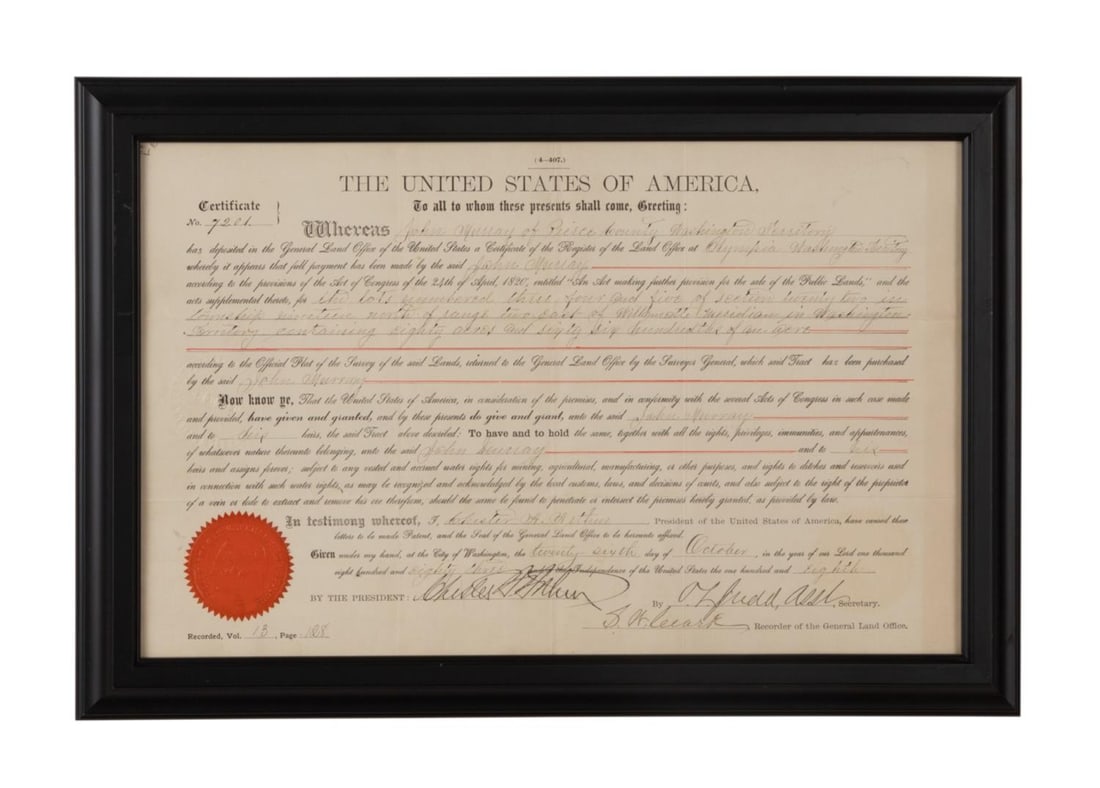 (4—407.)
THE UNITED STATES OF AMERICA,
Certificate
To all to whom these presents shall come, Greeting:
No. 7201
Whereas John Murray of Pierce County Washington Territory
has deposited in the General Land Office of the United States a Certificate of the Register of the Land Office at Olympia Washington Territory
whereby it appears that full payment has been made by the said John Murray
according to the provisions of the Act of Congress of the 24th of April, 1820, entitled "An Act making further provision for the sale of the Public Lands," and the
acts supplemental thereto, for the Lots numbered three, four and five of section twenty two, in
township nineteen north of range two east of Willamette Meridian in Washington
Territory containing eighty acres and sixty six hundredths of an acre
according to the Official Plat of the Survey of the said Lands, returned to the General Land Office by the Surveyor General, which said Tract has been purchased
by the said John Murray
Now know ye, That the United States of America, in consideration of the premises, and in conformity with the several Acts of Congress in such case made
and provided, have given and granted, and by these presents do give and grant, unto the said John Murray
and to his heirs, the said Tract above described: To have and to hold the same, together with all the rights, privileges, immunities, and appurtenances,
of whatsoever nature thereunto belonging, unto the said John Murray and to his
heirs and assigns forever; subject to any vested and accrued water rights for mining, agricultural, manufacturing, or other purposes, and rights to ditches and reservoirs used
in connection with such water rights, as may be recognized and acknowledged by the local customs, laws, and decisions of courts, and also subject to the right of the proprietor
of a vein or lode to extract and remove his ore therefrom, should the same be found to penetrate or intersect the premises hereby granted, as provided by law.
In testimony whereof, I, Chester A. Arthur President of the United States of America, have caused these
letters to be made Patent, and the Seal of the General Land Office to be hereunto affixed.
Given under my hand, at the City of Washington, the twenty sixth day of October, in the year of our Lord one thousand
eight hundred and eighty three of the Independence of the United States the one hundred and eighth
BY THE PRESIDENT: Chester A. Arthur
By O L Judd, Asst. Secretary.
S. W. Clark Recorder of the General Land Office.
Recorded, Vol. 13, Page 128